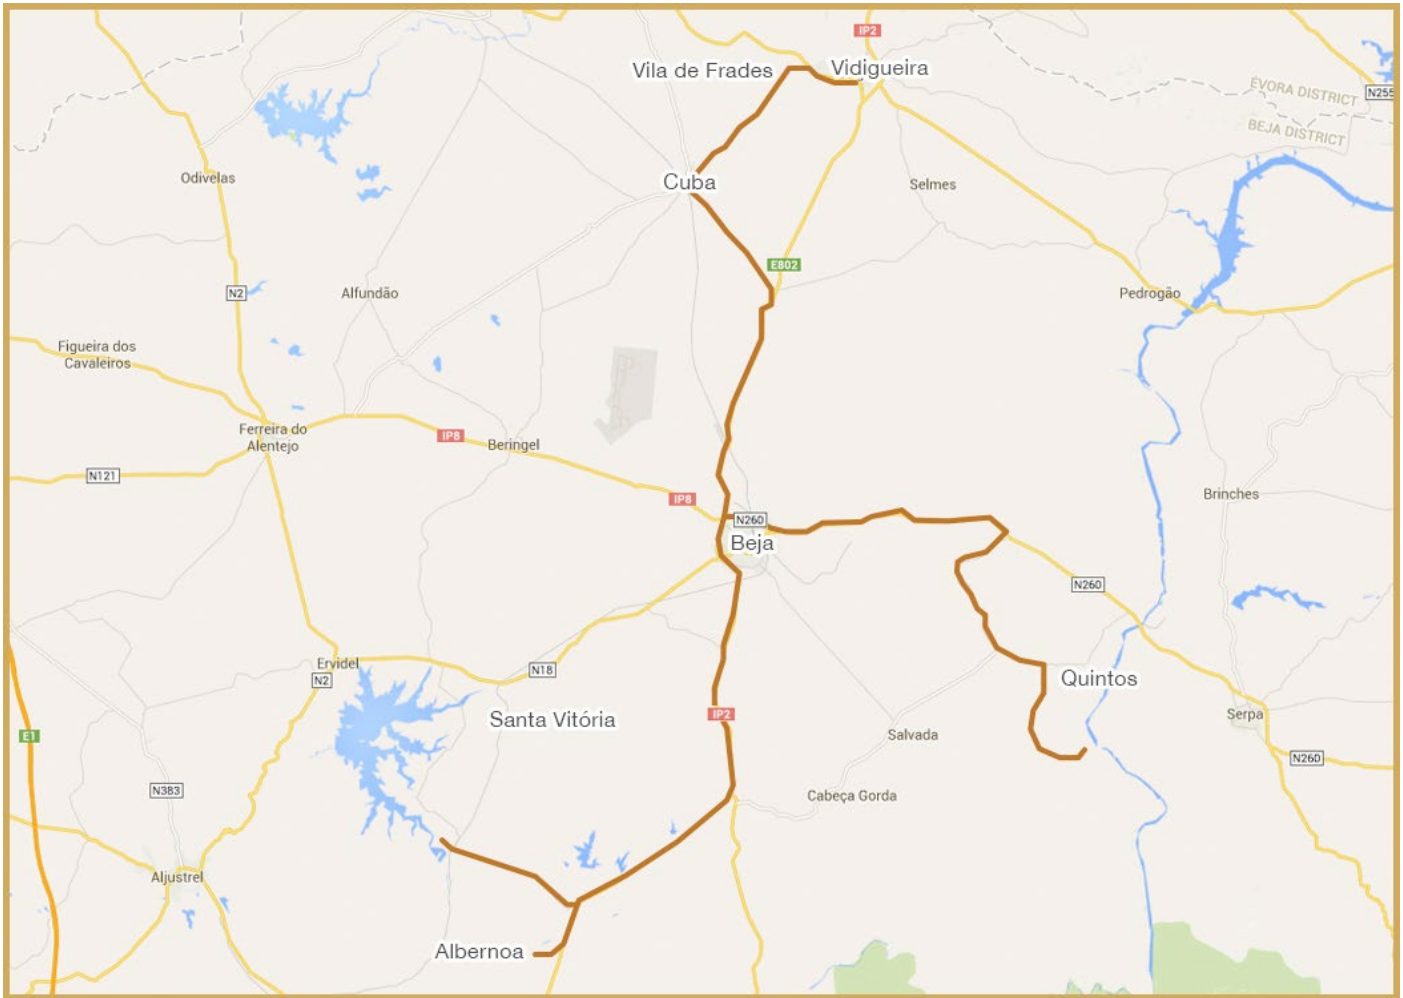 IP2
Vila de Frades
Vidigueira
ÉVORA DISTRICT
N255
BEJA DISTRICT
Odivelas
Cuba
Selmes
E802
N2
Alfundão
Pedrogão
Figueira dos
Cavaleiros
Ferreira do
Alentejo
IP8
Beringel
N121
IP8
Brinches
N260
Beja
N260
Ervidel
N2
N18
Quintos
Santa Vitória
IP2
Serpa
E1
Salvada
N260
N383
Cabeça Gorda
Aljustrel
Albernoa